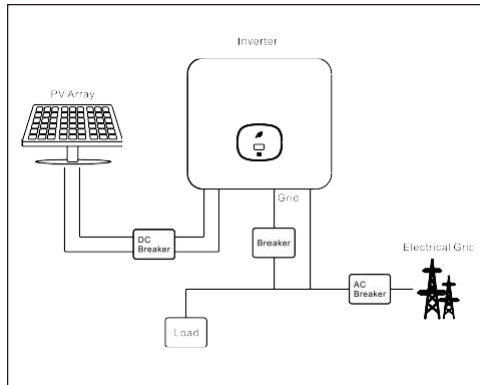 Inverter
PV Array
Grid
DC
Breaker
Breaker
Electrical Grid
AC
Breaker
Load